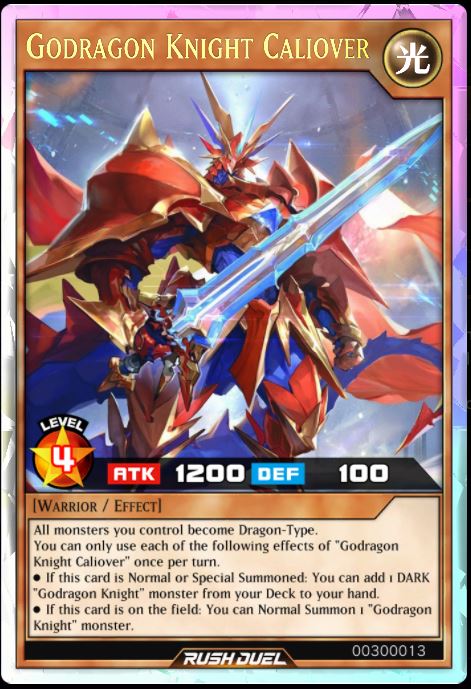 GODRAGON KNIGHT CALIOVER
光
LEVEL
4
ATK 1200 DEF 100
[WARRIOR / EFFECT]
All monsters you control become Dragon-Type.
You can only use each of the following effects of "Godragon
Knight Caliover" once per turn.
● If this card is Normal or Special Summoned: You can add 1 DARK
"Godragon Knight" monster from your Deck to your hand.
● If this card is on the field: You can Normal Summon 1 "Godragon
Knight" monster.
00300013
RUSH DUEL